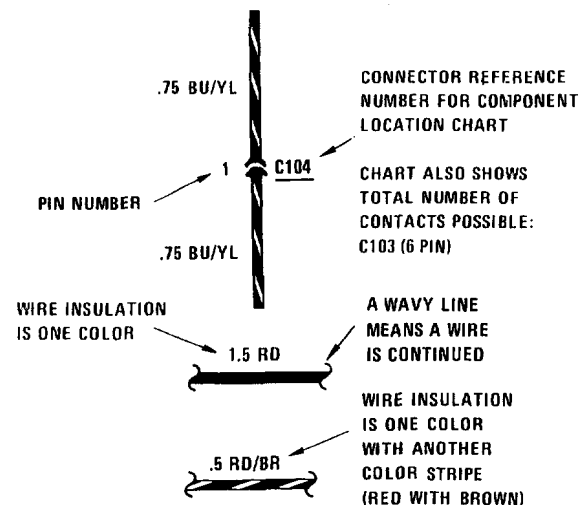 .75 BU/YL
CONNECTOR REFERENCE
NUMBER FOR COMPONENT
LOCATION CHART
1
C104
PIN NUMBER
CHART ALSO SHOWS
TOTAL NUMBER OF
CONTACTS POSSIBLE:
C103 (6 PIN)
.75 BU/YL
WIRE INSULATION
IS ONE COLOR
1.5 RD
A WAVY LINE
MEANS A WIRE
IS CONTINUED
.5 RD/BR
WIRE INSULATION
IS ONE COLOR
WITH ANOTHER
COLOR STRIPE
(RED WITH BROWN)